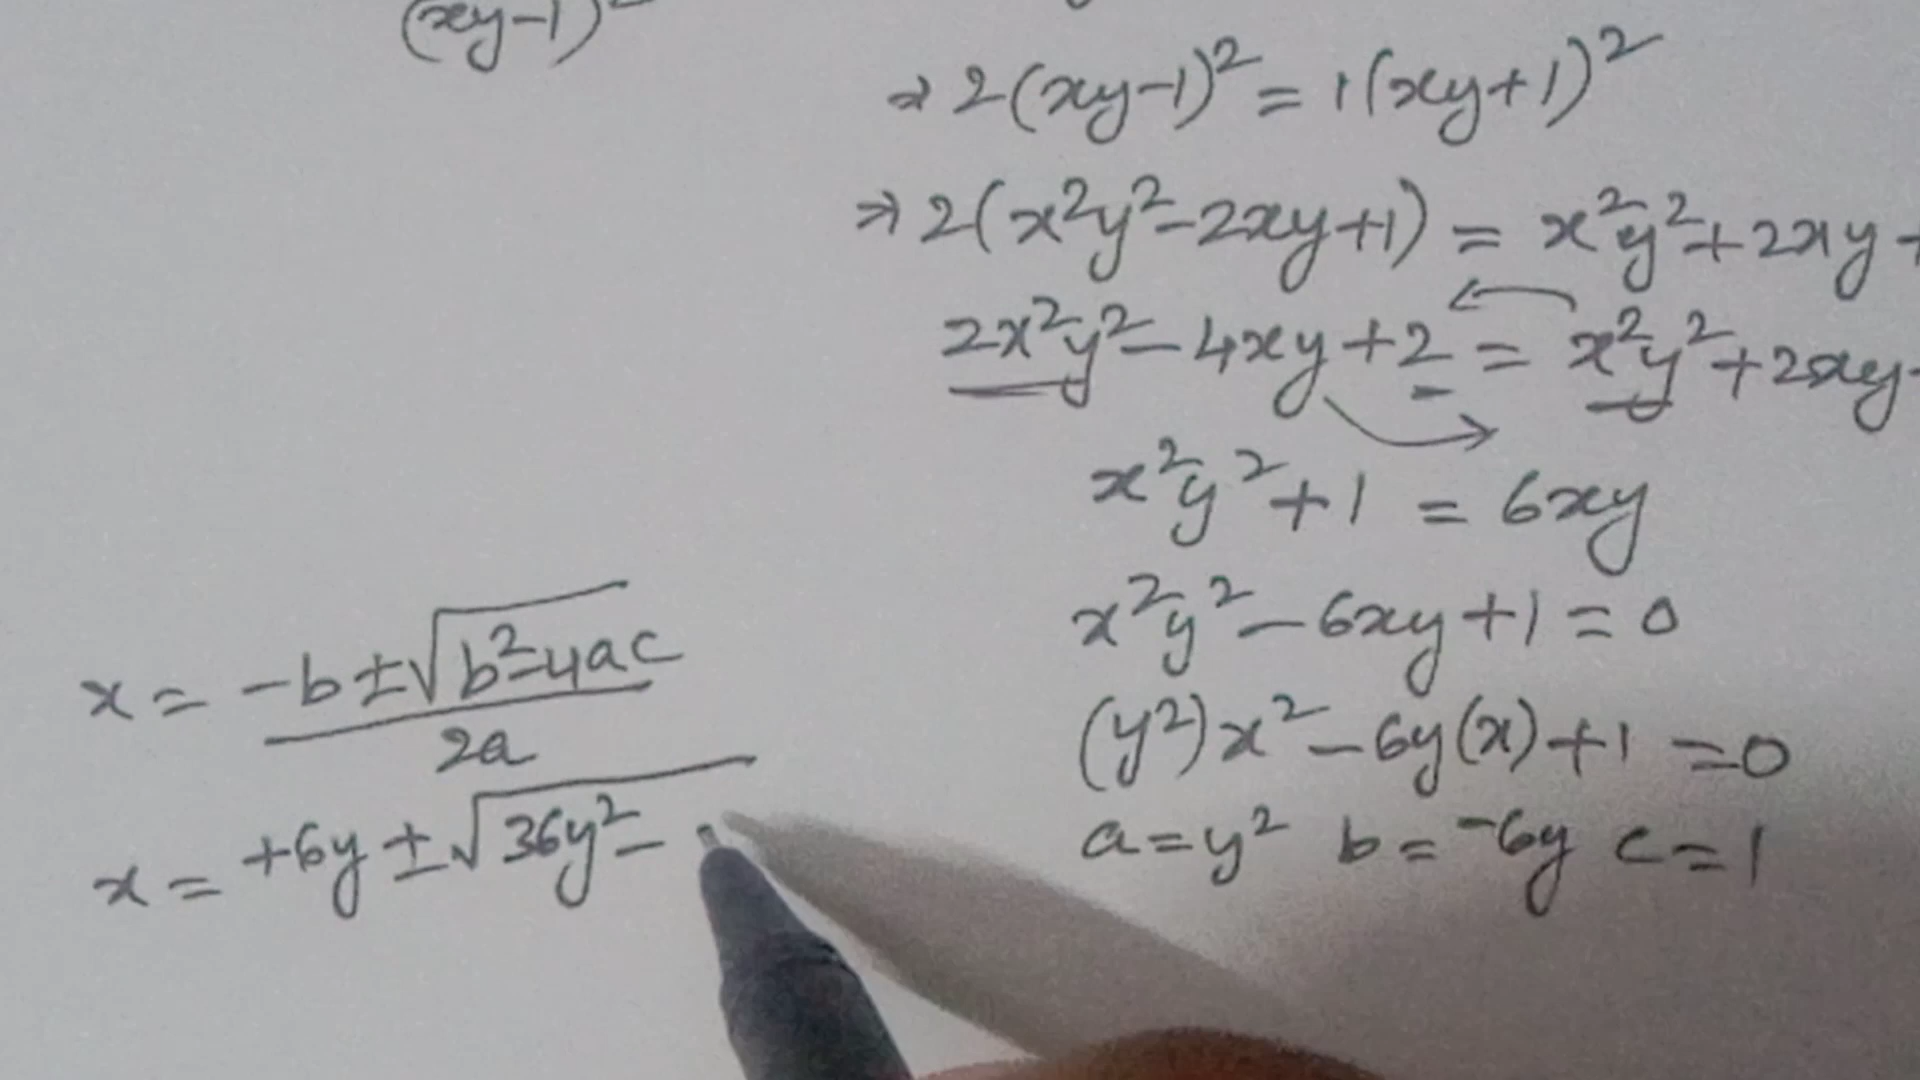 (xy-1)²
⇒ 2(xy-1)² = 1(xy+1)²
⇒ 2(x²y²-2xy+1) = x²y²+2xy+
2x²y²-4xy+2 = x²y²+2xy-
x²y²+1 = 6xy
x²y²-6xy+1=0
(y²)x²-6y(x)+1=0
a=y² b=-6y c=1
x = -b±√b²-4ac
2a
x = +6y±√36y²-